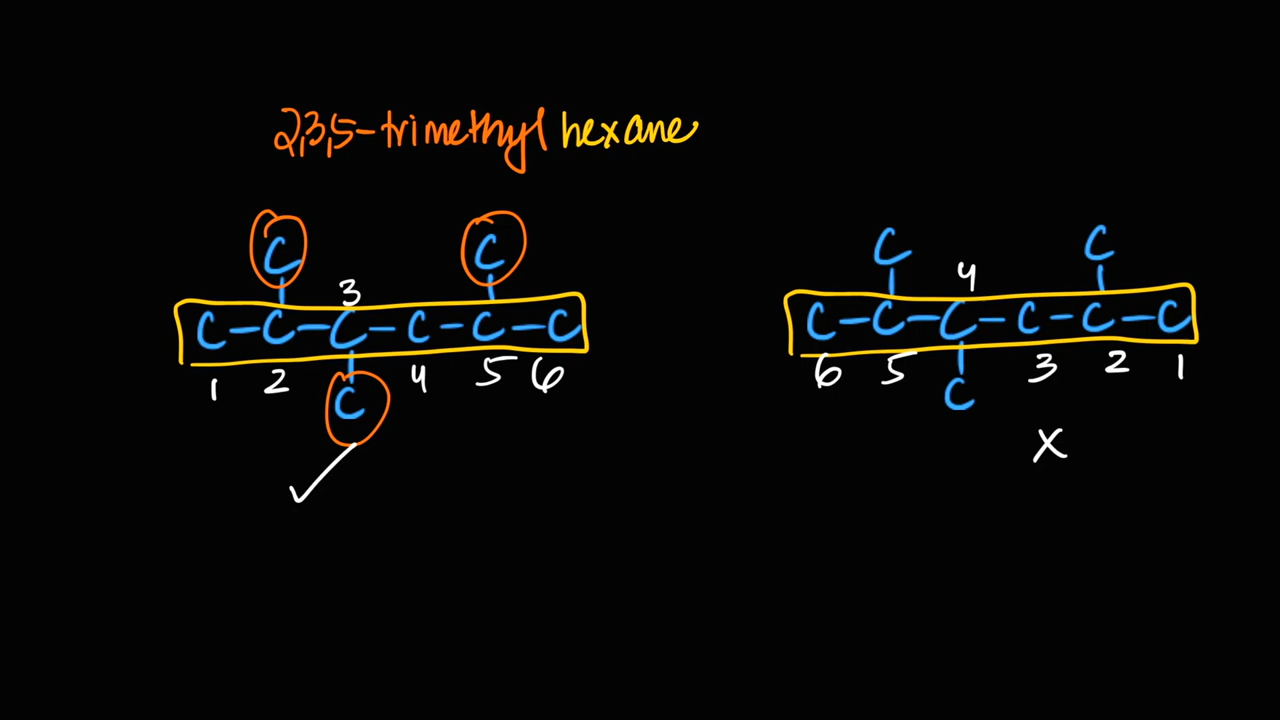 2,3,5-trimethyl hexane
C C C C
3 4
C-C-C-C-C-C C-C-C-C-C-C
1 2 4 5 6 6 5 3 2 1
C C
X